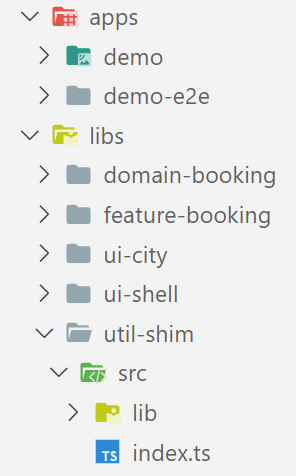 apps
demo
demo-e2e
libs
domain-booking
feature-booking
ui-city
ui-shell
util-shim
src
lib
TS index.ts